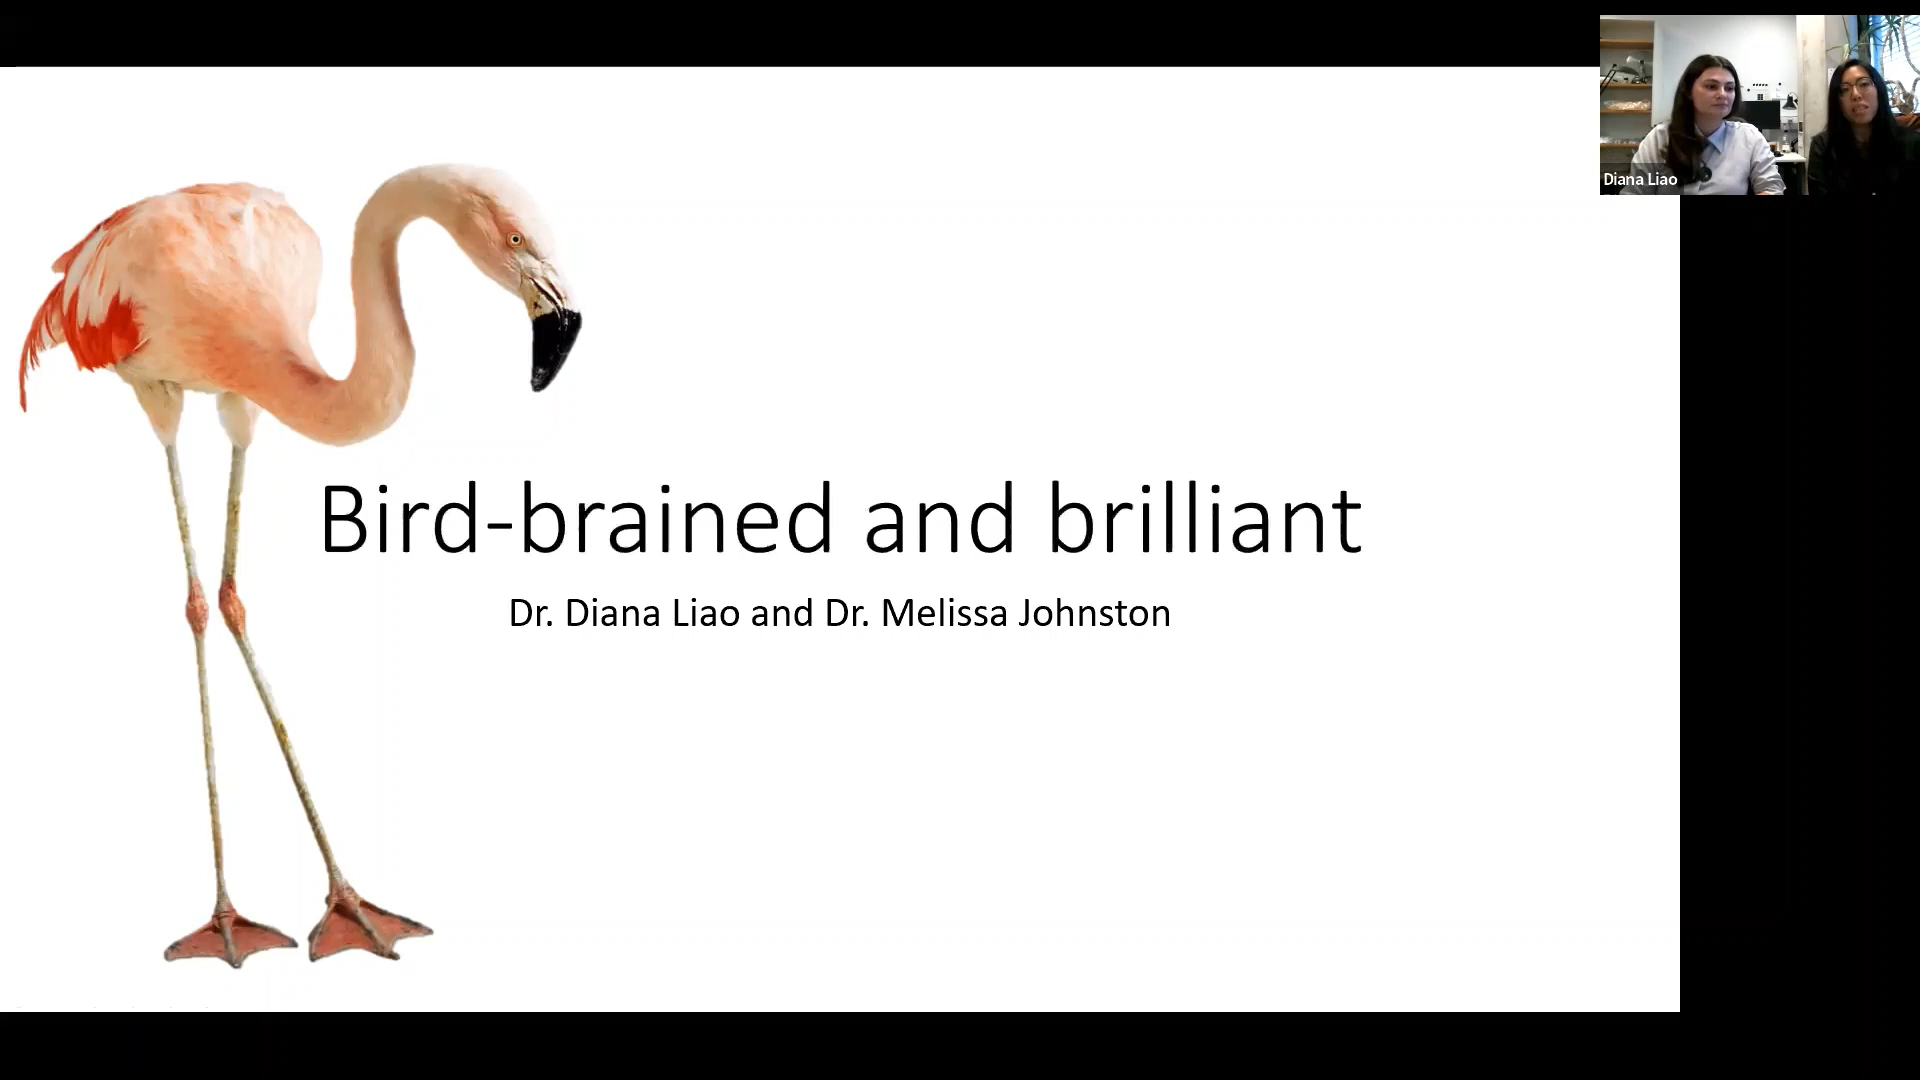 Diana Liao
Bird-brained and brilliant
Dr. Diana Liao and Dr. Melissa Johnston